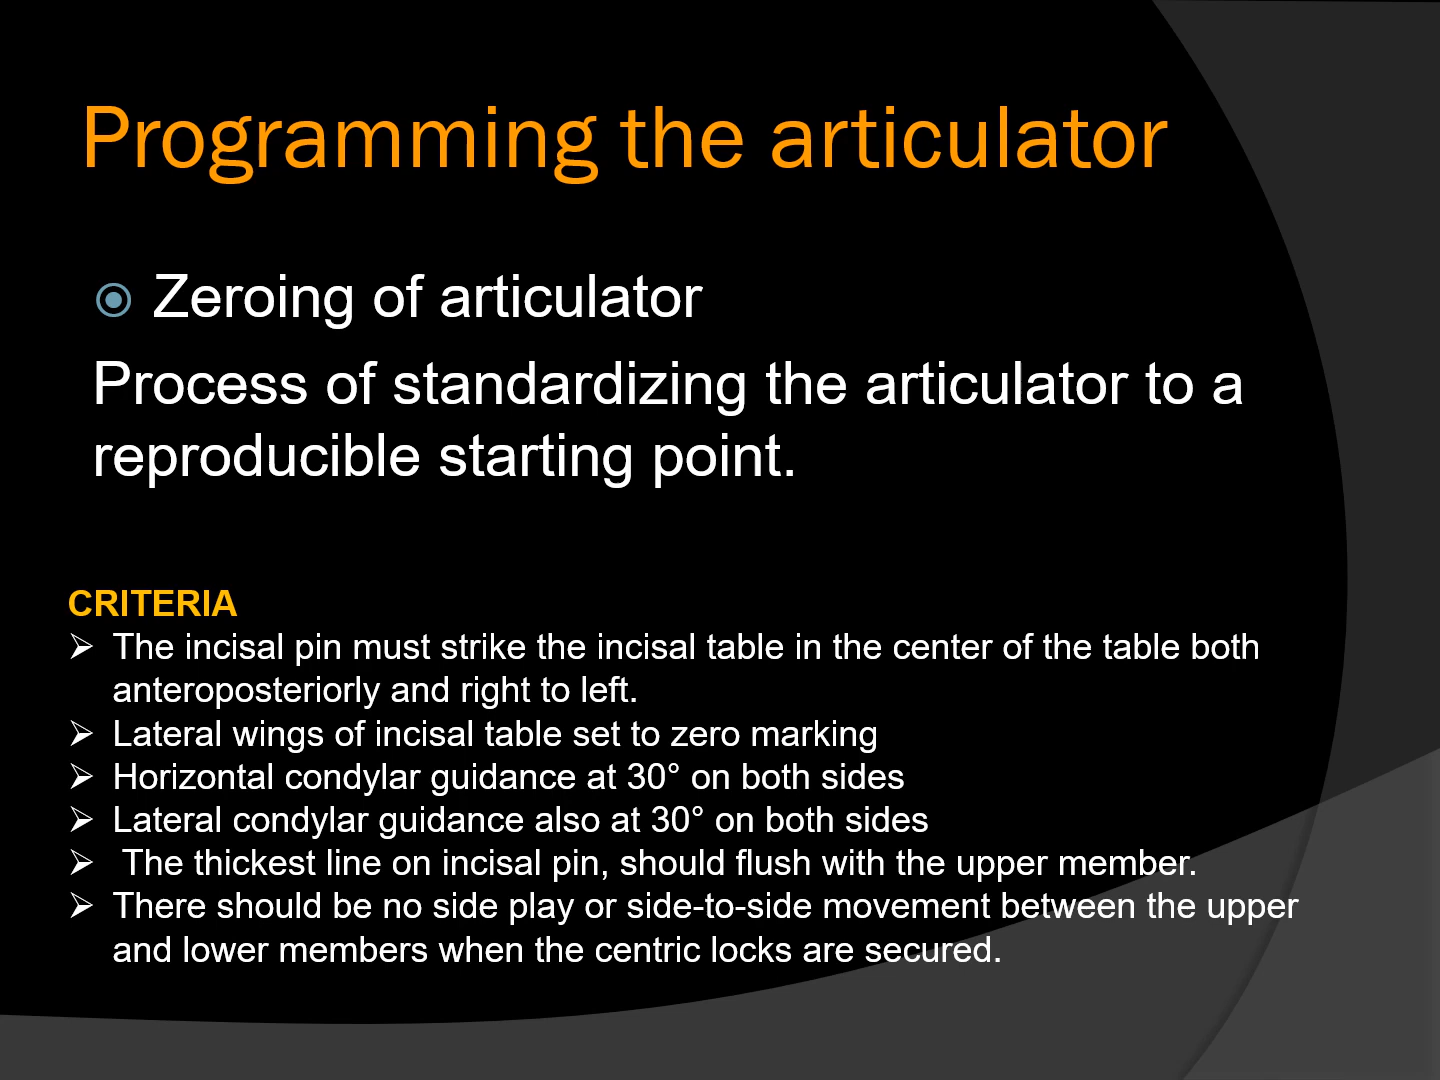 Programming the articulator
Zeroing of articulator
Process of standardizing the articulator to a
reproducible starting point.
CRITERIA
The incisal pin must strike the incisal table in the center of the table both
anteroposteriorly and right to left.
Lateral wings of incisal table set to zero marking
Horizontal condylar guidance at 30° on both sides
Lateral condylar guidance also at 30° on both sides
The thickest line on incisal pin, should flush with the upper member.
There should be no side play or side-to-side movement between the upper
and lower members when the centric locks are secured.